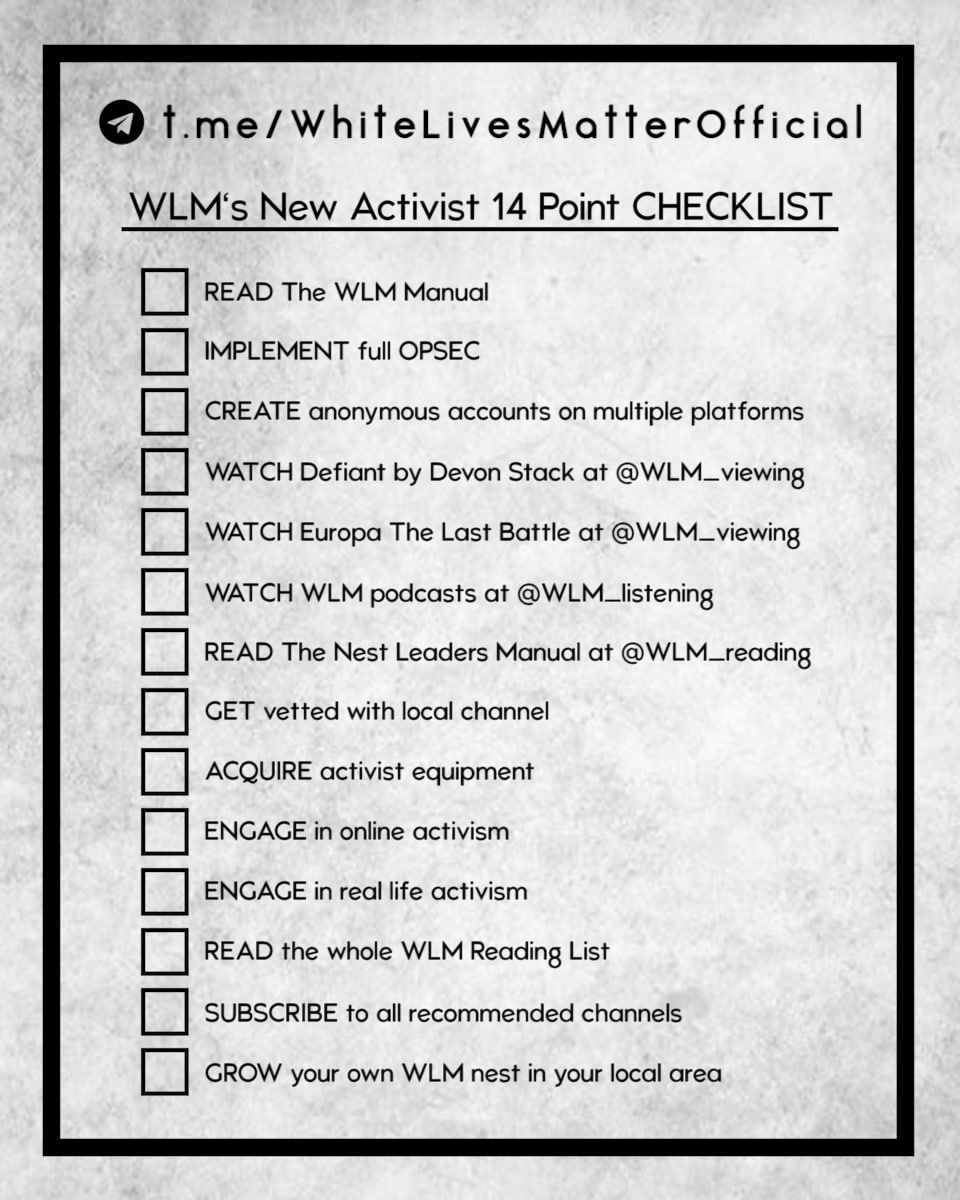 t.me/WhiteLivesMatterOfficial
WLM's New Activist 14 Point CHECKLIST
READ The WLM Manual
IMPLEMENT full OPSEC
CREATE anonymous accounts on multiple platforms
WATCH Defiant by Devon Stack at @WLM_viewing
WATCH Europa The Last Battle at @WLM_viewing
WATCH WLM podcasts at @WLM_listening
READ The Nest Leaders Manual at @WLM_reading
GET vetted with local channel
ACQUIRE activist equipment
ENGAGE in online activism
ENGAGE in real life activism
READ the whole WLM Reading List
SUBSCRIBE to all recommended channels
GROW your own WLM nest in your local area